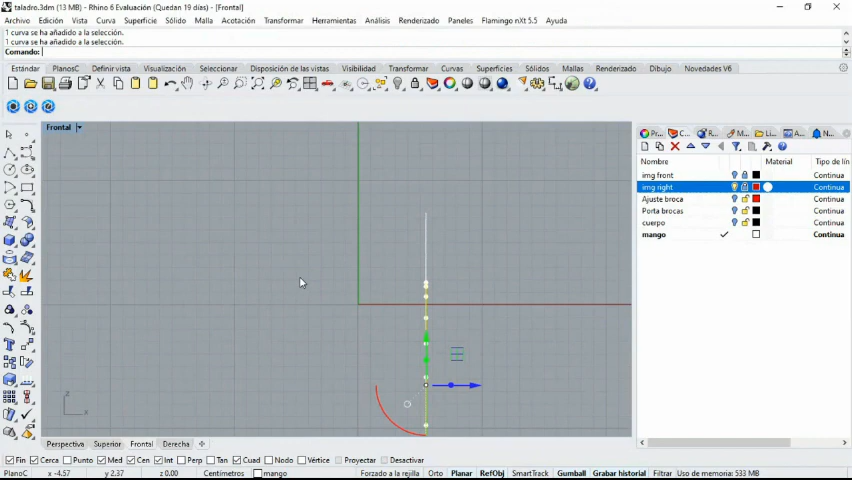 taladro.3dm (13 MB) - Rhino 6 Evaluación (Quedan 19 días) - [Frontal]
Archivo Edición Vista Curva Superficie Sólido Malla Acotación Transformar Herramientas Análisis Renderizado Paneles Flamingo nXt 5.5 Ayuda
1 curva se ha añadido a la selección.
1 curva se ha añadido a la selección.
Comando:
Estándar PlanosC Definir vista Visualización Seleccionar Disposición de las vistas Visibilidad Transformar Curvas Superficies Sólidos Mallas Renderizado Dibujo Novedades V6
Frontal
Pr... C... R... M... Li... A... N...
Nombre Material Tipo de lín
img front Continua
img right Continua
Ajuste broca Continua
Porta brocas Continua
cuerpo Continua
mango Continua
z
x
Perspectiva Superior Frontal Derecha
Fin Cerca Punto Med Cen Int Perp Tan Cuad Nodo Vértice Proyectar Desactivar
PlanoC x -4.57 y 2.37 z 0.00 Centímetros mango Forzado a la rejilla Orto Planar RefObj SmartTrack Gumball Grabar historial Filtrar Uso de memoria: 533 MB